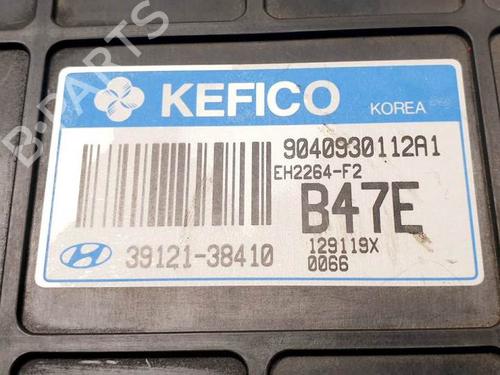 B-PARTS
KEFICO KOREA
9040930112A1
EH2264-F2
B47E
39121-38410
129119X
0066